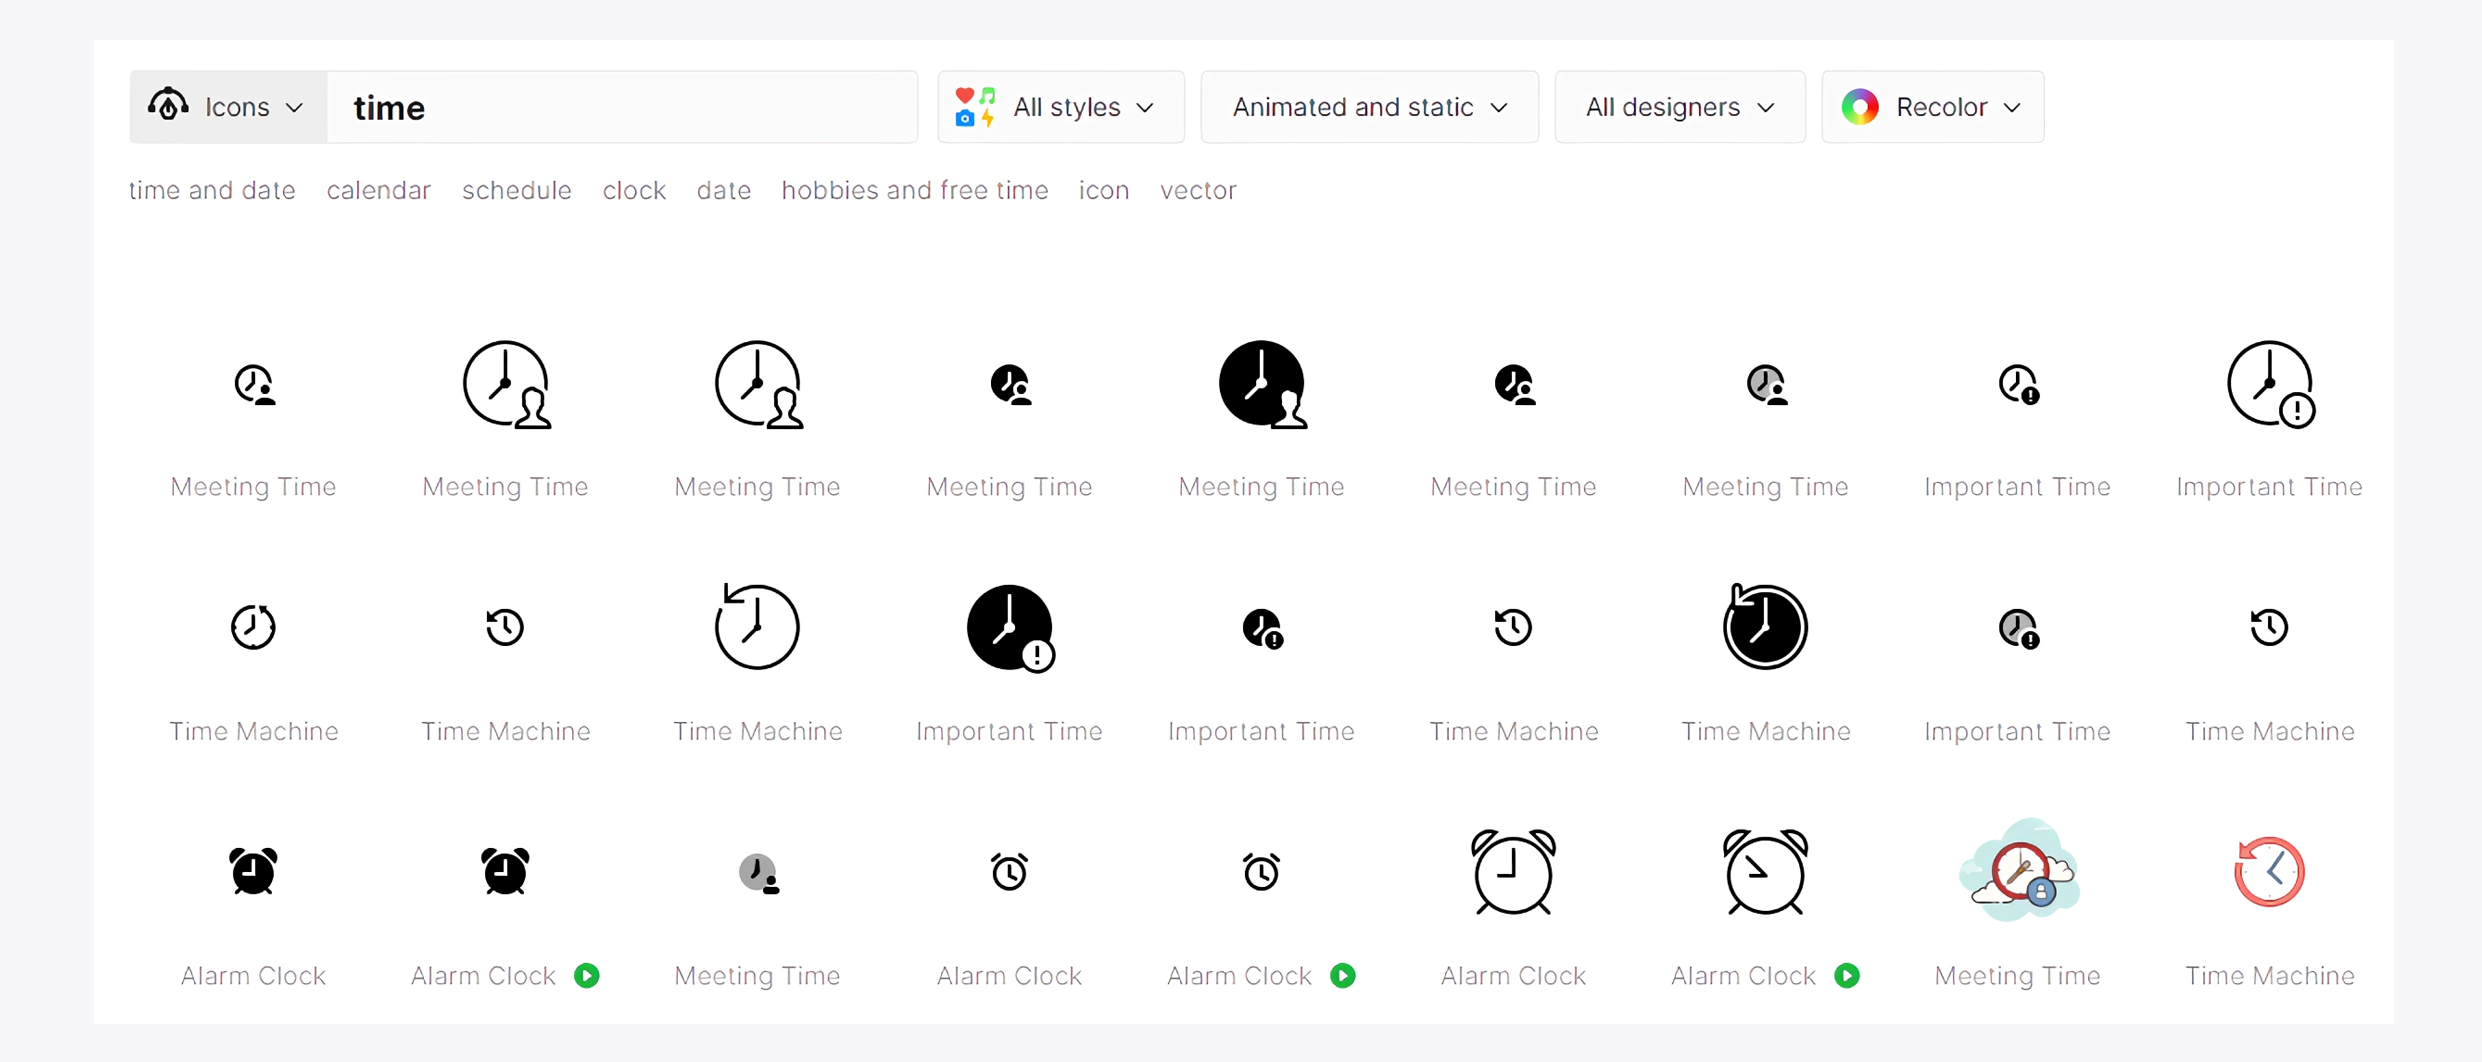 Icons time All styles Animated and static All designers Recolor
time and date calendar schedule clock date hobbies and free time icon vector
Meeting Time Meeting Time Meeting Time Meeting Time Meeting Time Meeting Time Meeting Time Important Time Important Time
Time Machine Time Machine Time Machine Important Time Important Time Time Machine Time Machine Important Time Time Machine
Alarm Clock Alarm Clock Meeting Time Alarm Clock Alarm Clock Alarm Clock Alarm Clock Meeting Time Time Machine